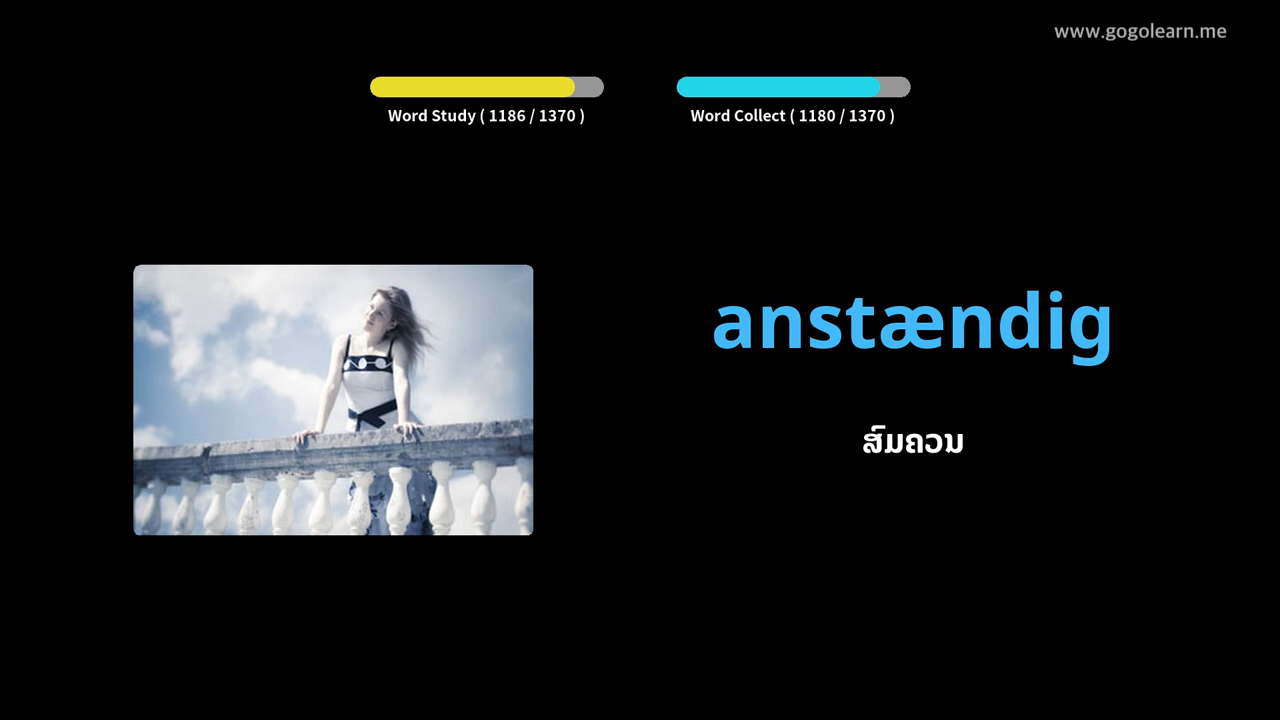 www.gogolearn.me
Word Study ( 1186 / 1370 )
Word Collect ( 1180 / 1370 )
anstændig
ສົມຄວນ